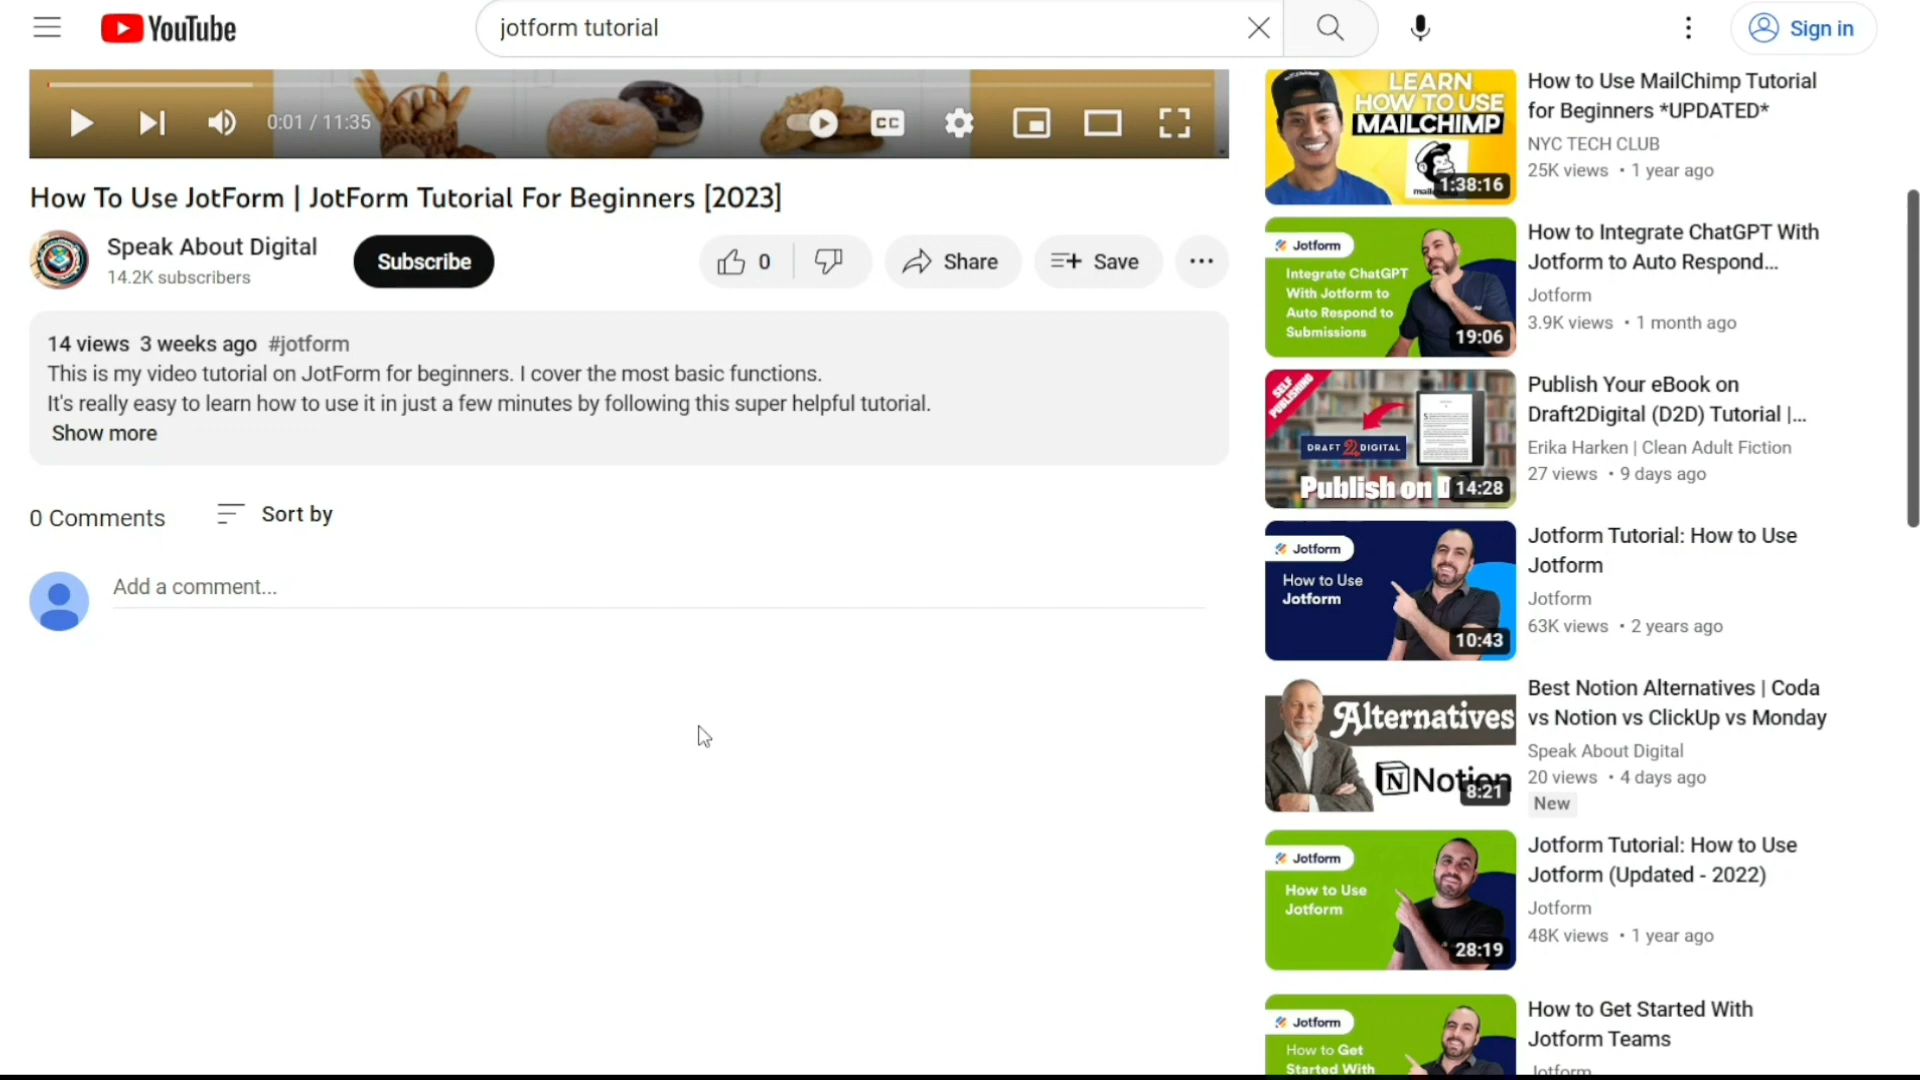 YouTube
jotform tutorial
Sign in
0:01 / 11:35
CC
How To Use JotForm | JotForm Tutorial For Beginners [2023]
Speak About Digital
14.2K subscribers
Subscribe
0
Share
Save
14 views 3 weeks ago #jotform
This is my video tutorial on JotForm for beginners. I cover the most basic functions.
It's really easy to learn how to use it in just a few minutes by following this super helpful tutorial.
Show more
0 Comments
Sort by
Add a comment...
LEARN
HOW TO USE
MAILCHIMP
1:38:16
How to Use MailChimp Tutorial
for Beginners *UPDATED*
NYC TECH CLUB
25K views • 1 year ago
Jotform
Integrate ChatGPT
With Jotform to
Auto Respond to
Submissions
19:06
How to Integrate ChatGPT With
Jotform to Auto Respond...
Jotform
3.9K views • 1 month ago
SELF
PUBLISHING
DRAFT 2 DIGITAL
Publish on D
14:28
Publish Your eBook on
Draft2Digital (D2D) Tutorial |...
Erika Harken | Clean Adult Fiction
27 views • 9 days ago
Jotform
How to Use
Jotform
10:43
Jotform Tutorial: How to Use
Jotform
Jotform
63K views • 2 years ago
Alternatives
Notion
8:21
Best Notion Alternatives | Coda
vs Notion vs ClickUp vs Monday
Speak About Digital
20 views • 4 days ago
New
Jotform
How to Use
Jotform
28:19
Jotform Tutorial: How to Use
Jotform (Updated - 2022)
Jotform
48K views • 1 year ago
Jotform
How to Get
Started With
How to Get Started With
Jotform Teams
Jotform